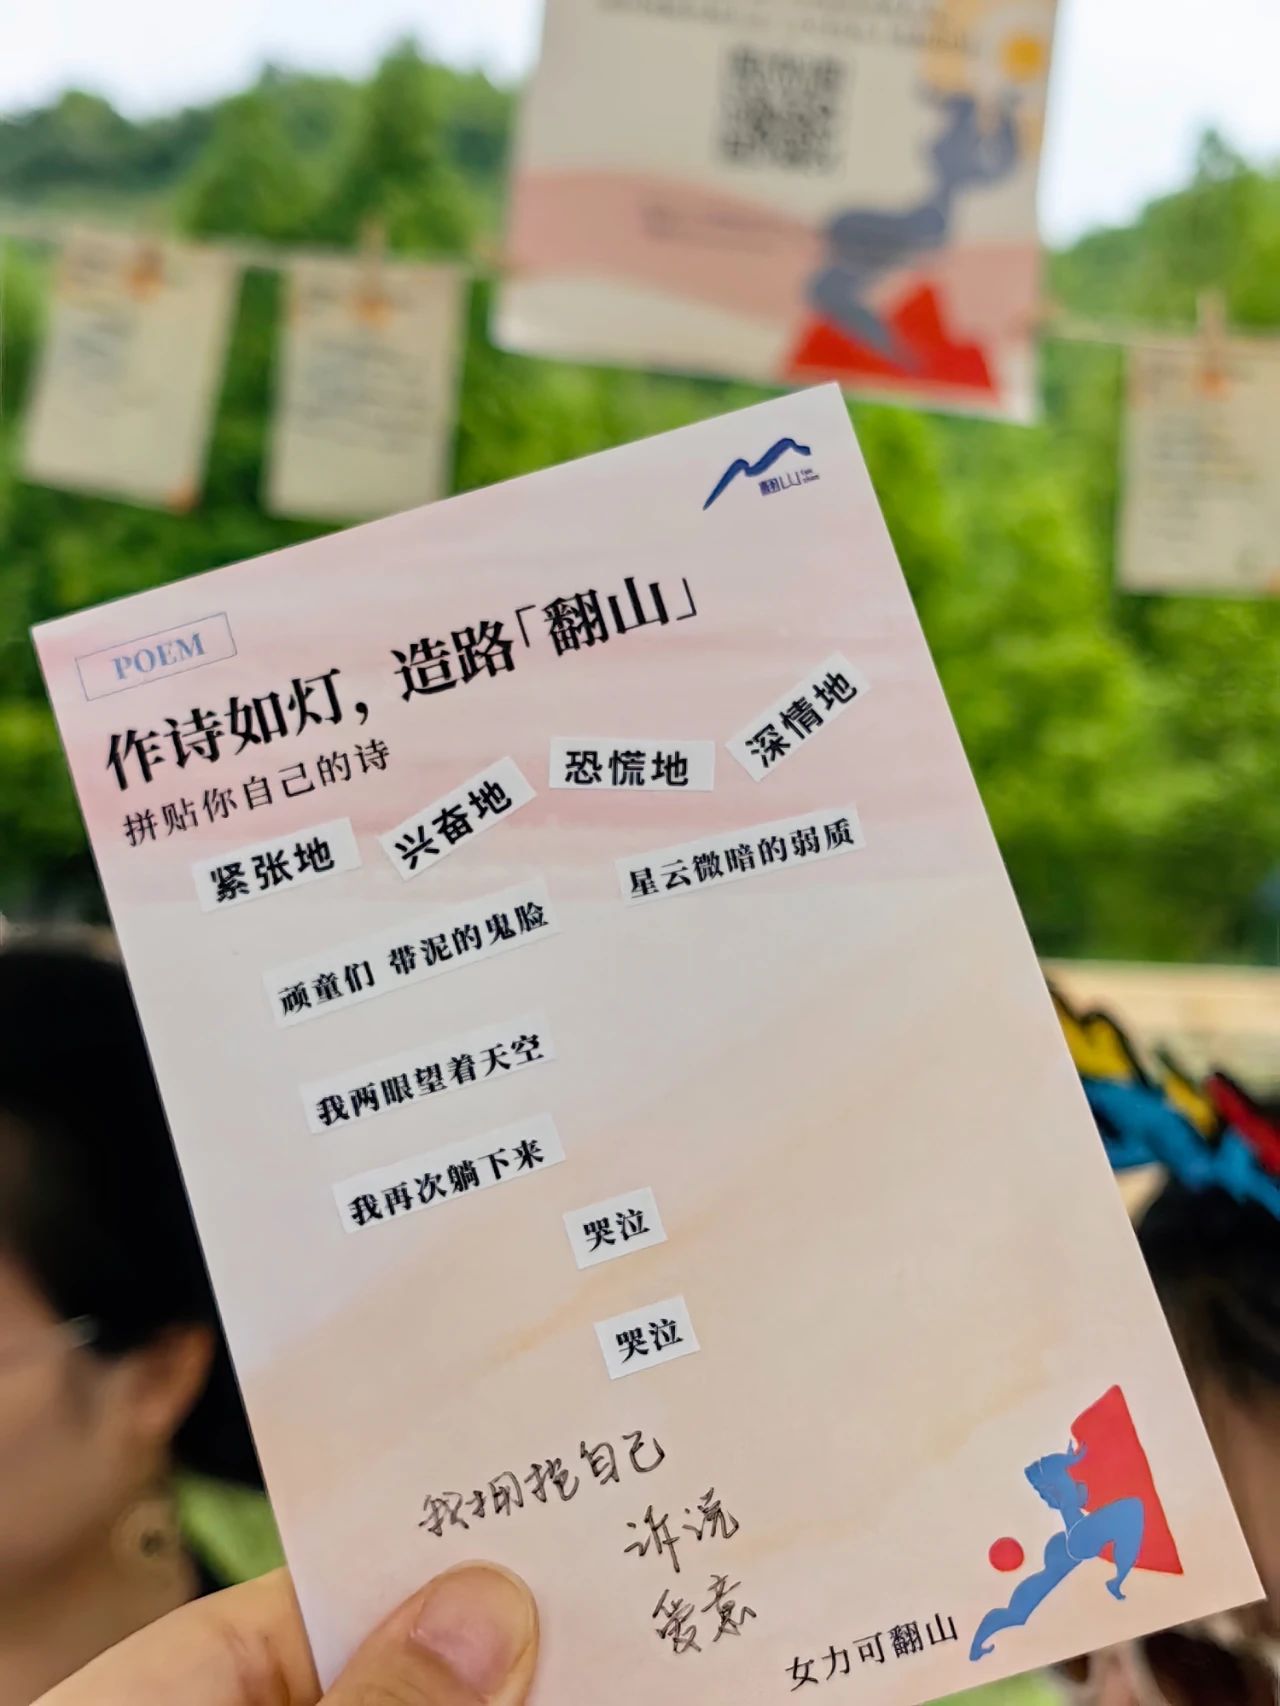 翻山
POEM
作诗如灯，造路「翻山」
拼贴你自己的诗
紧张地 兴奋地 恐慌地 深情地
星云微暗的弱质
顽童们 带泥的鬼脸
我两眼望着天空
我再次躺下来
哭泣
哭泣
我拥抱自己
诉说
爱意
女力可翻山